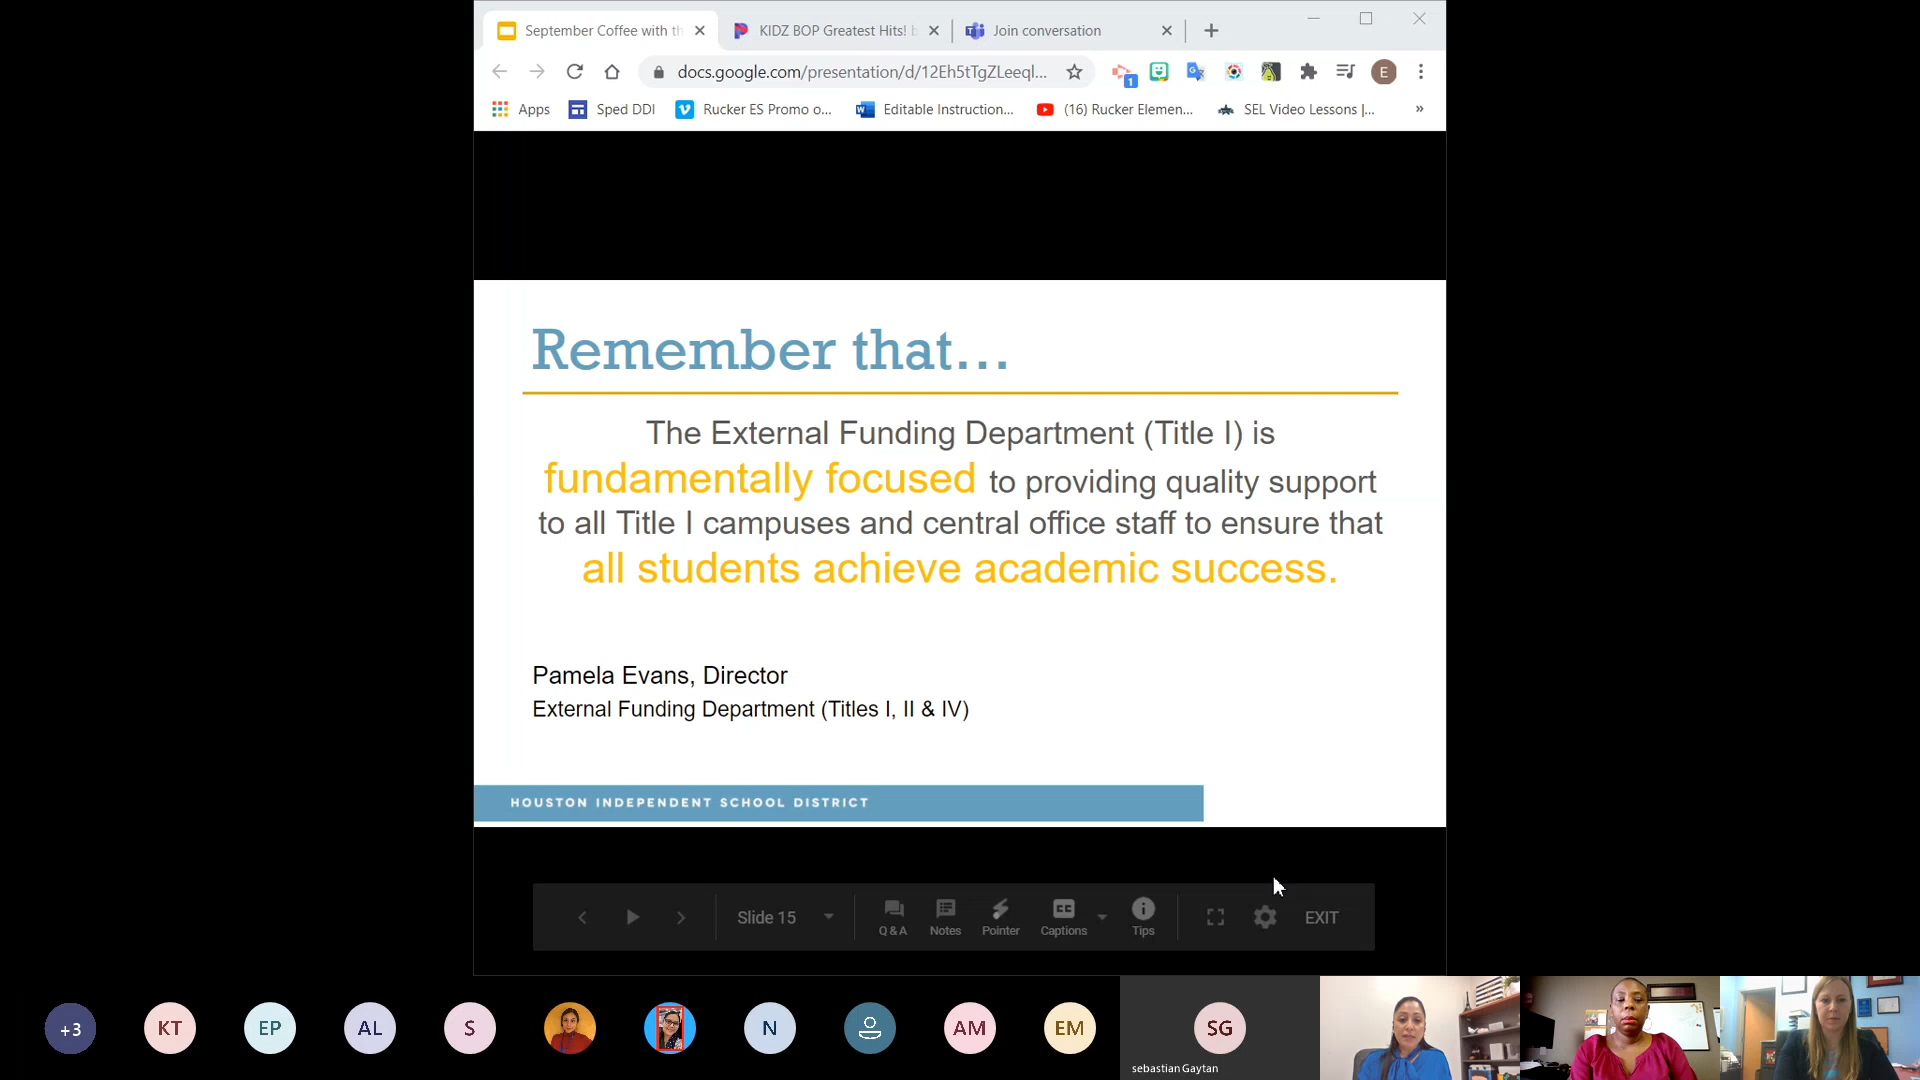 September Coffee with th
KIDZ BOP Greatest Hits! b
Join conversation
docs.google.com/presentation/d/12Eh5tTgZLeeql...
1
E
Apps
Sped DDI
Rucker ES Promo o...
Editable Instruction...
(16) Rucker Elemen...
SEL Video Lessons |...
»
Remember that...
The External Funding Department (Title I) is
fundamentally focused to providing quality support
to all Title I campuses and central office staff to ensure that
all students achieve academic success.
Pamela Evans, Director
External Funding Department (Titles I, II & IV)
HOUSTON INDEPENDENT SCHOOL DISTRICT
Slide 15
Q & A
Notes
Pointer
CC
Captions
Tips
EXIT
+3
KT
EP
AL
S
N
AM
EM
SG
sebastian Gaytan